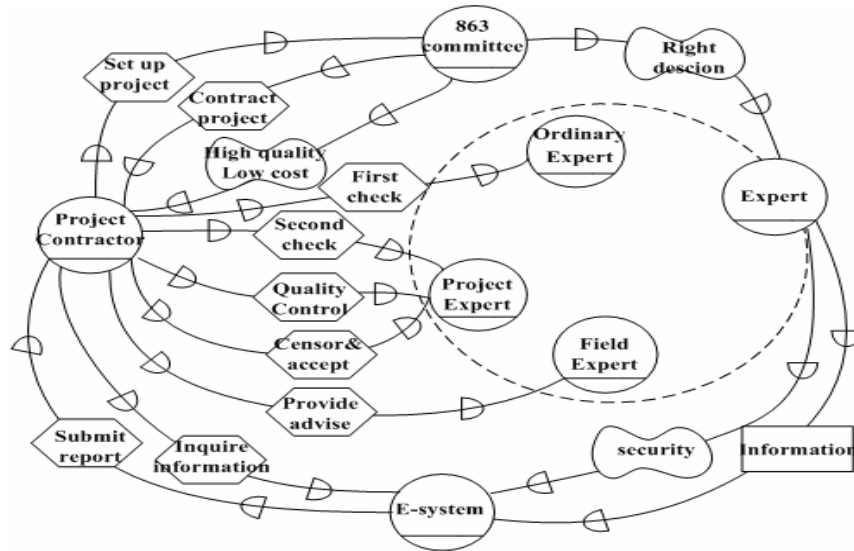 863
committee
Right
descion
Set up
project
Contract
project
High quality
Low cost
Ordinary
Expert
First
check
Expert
Project
Contractor
Second
check
Project
Expert
Quality
Control
Censor&
accept
Field
Expert
Provide
advise
Submit
report
Inquire
information
security
Information
E-system